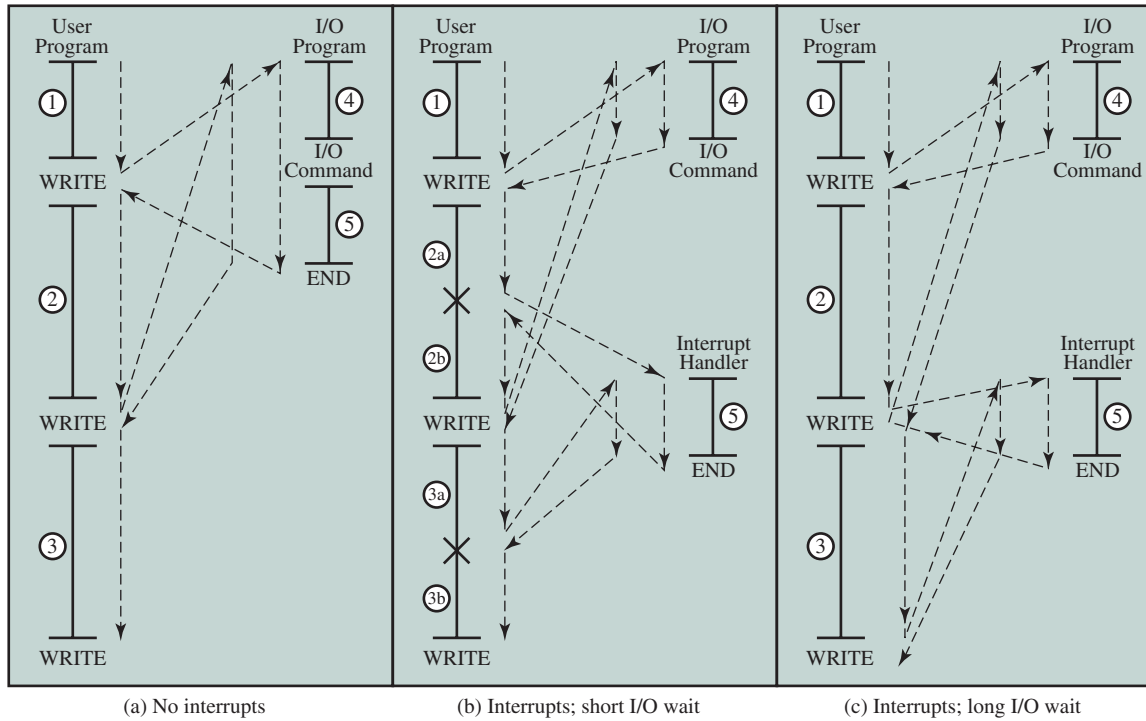 User
Program
I/O
Program
1
4
WRITE
I/O
Command
5
END
2
WRITE
3
WRITE
(a) No interrupts
User
Program
I/O
Program
1
4
WRITE
I/O
Command
2a
2b
Interrupt
Handler
WRITE
5
END
3a
3b
WRITE
(b) Interrupts; short I/O wait
User
Program
I/O
Program
1
4
WRITE
I/O
Command
2
Interrupt
Handler
WRITE
5
END
3
WRITE
(c) Interrupts; long I/O wait